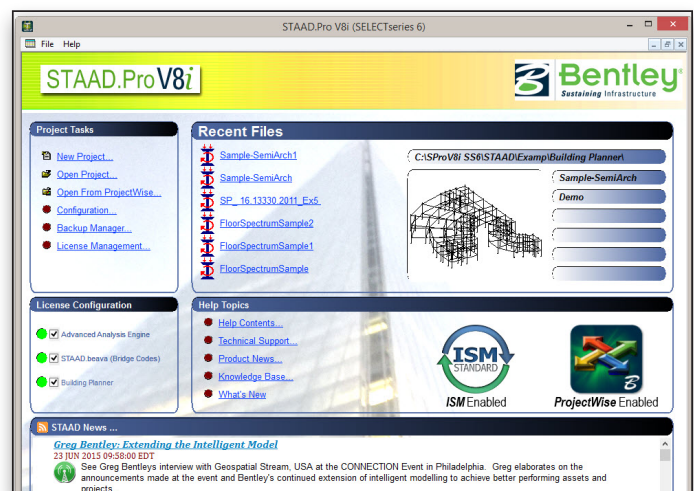 STAAD.Pro V8i (SELECTseries 6)
File Help
STAAD.Pro V8i
Bentley®
Sustaining Infrastructure
Project Tasks
New Project...
Open Project...
Open From ProjectWise...
Configuration...
Backup Manager...
License Management...
Recent Files
Sample-SemiArch1
Sample-SemiArch
SP_ 16.13330.2011_Ex5_
FloorSpectrumSample2
FloorSpectrumSample1
FloorSpectrumSample
C:\SProV8i SS6\STAAD\Examp\Building Planner\
Sample-SemiArch
Demo
License Configuration
Advanced Analysis Engine
STAAD.beava (Bridge Codes)
Building Planner
Help Topics
Help Contents...
Technical Support...
Product News...
Knowledge Base...
What's New
ISM
STANDARD
ISM Enabled
B
ProjectWise Enabled
STAAD News ...
Greg Bentley: Extending the Intelligent Model
23 JUN 2015 09:58:00 EDT
See Greg Bentleys interview with Geospatial Stream, USA at the CONNECTION Event in Philadelphia. Greg elaborates on the
announcements made at the event and Bentley's continued extension of intelligent modelling to achieve better performing assets and
projects